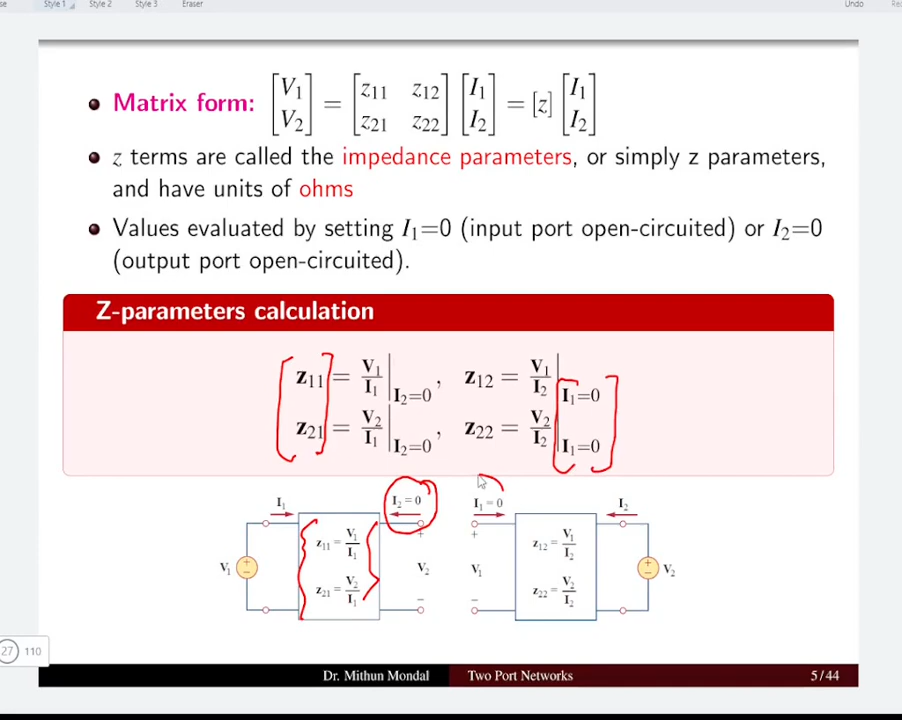 Style 1 Style 2 Style 3 Eraser Undo
Matrix form: [V1 V2] = [z11 z12 z21 z22] [I1 I2] = [z] [I1 I2]
z terms are called the impedance parameters, or simply z parameters,
and have units of ohms
Values evaluated by setting I1=0 (input port open-circuited) or I2=0
(output port open-circuited).
Z-parameters calculation
z11 = V1/I1 | I2=0 , z12 = V1/I2 | I1=0
z21 = V2/I1 | I2=0 , z22 = V2/I2 | I1=0
I1 I2 = 0 I1 = 0 I2
+ +
z11 = V1/I1 z12 = V1/I2
V1 + − V2 V1 + − V2
z21 = V2/I1 z22 = V2/I2
− −
27 110
Dr. Mithun Mondal Two Port Networks 5/44